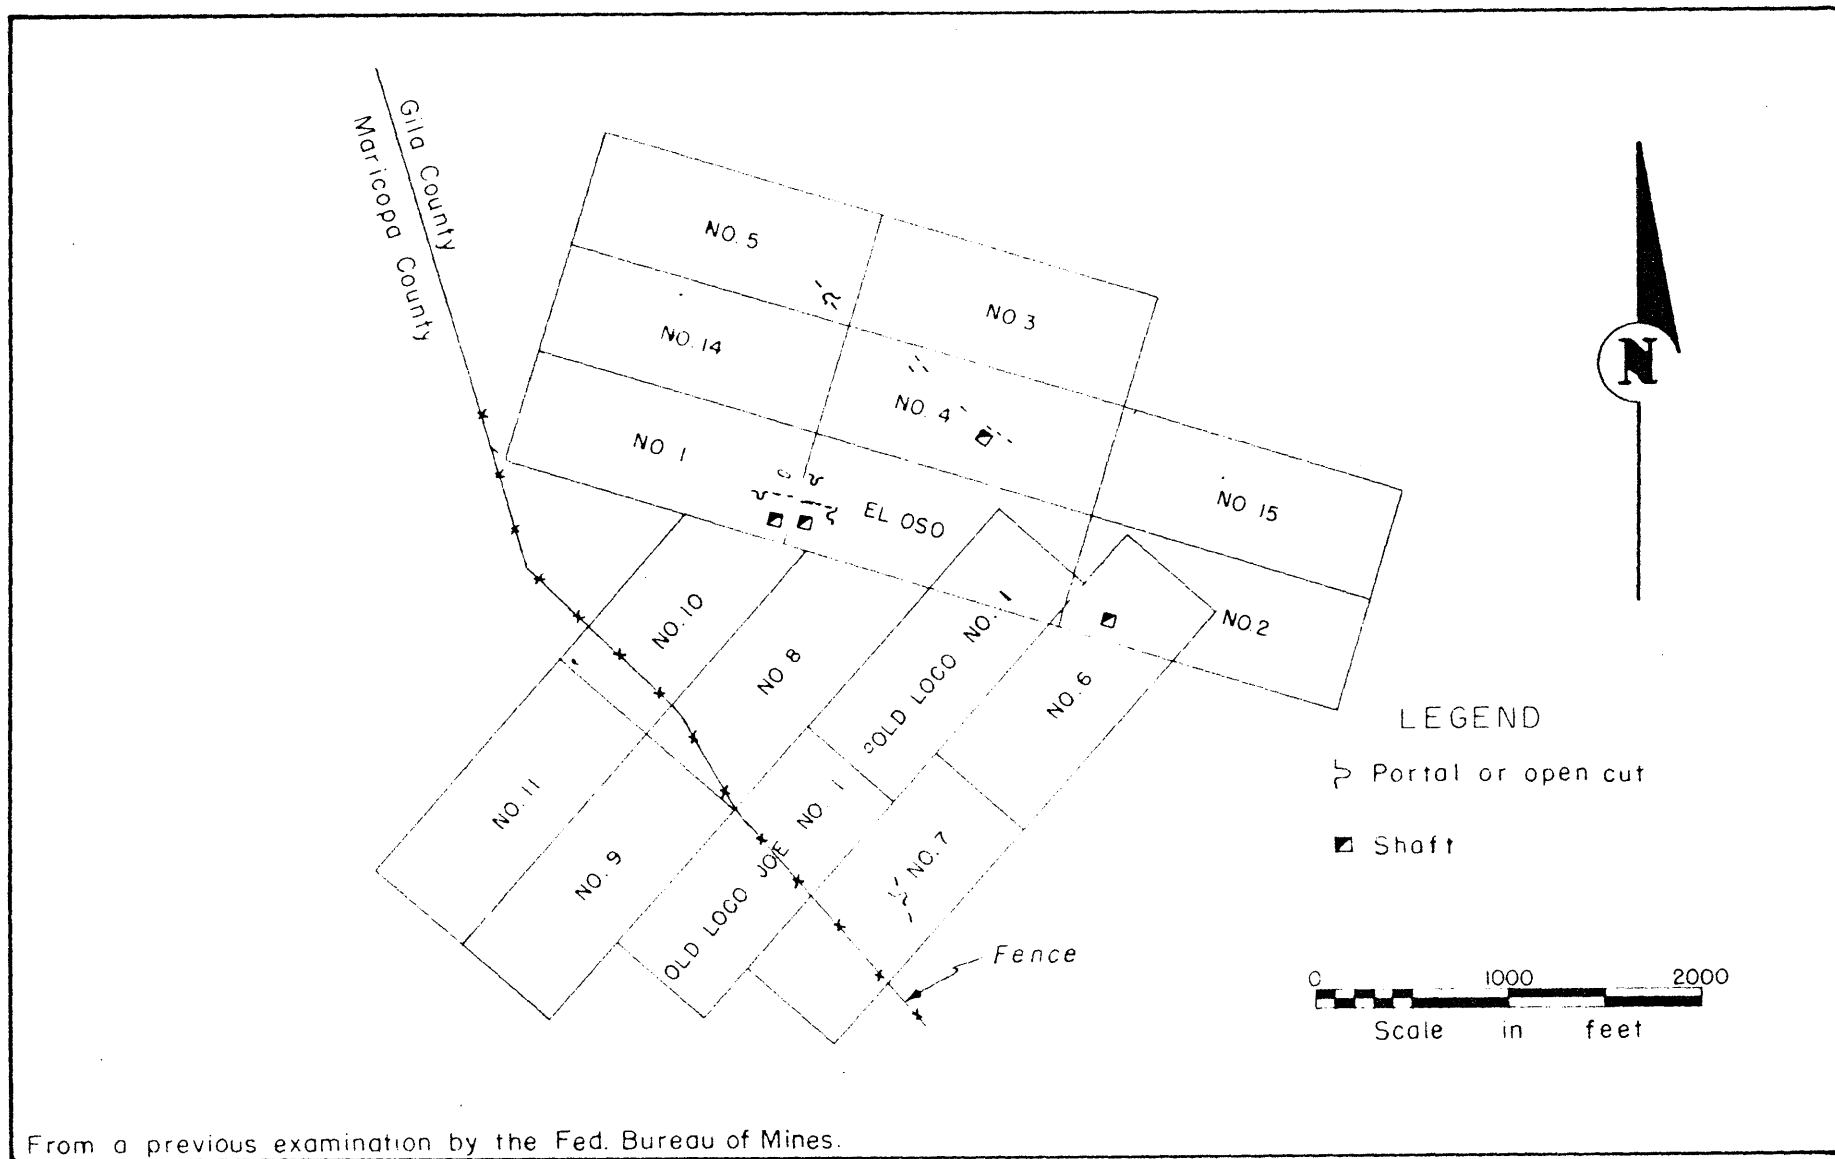 Gila County
Maricopa County
NO. 5
NO 3
NO. 14
NO. 4
NO 1
EL OSO
NO 15
NO. 2
NO. 10
NO 8
OLD LOCO NO. 1
NO. 6
NO. 11
NO. 9
OLD LOCO JOE NO. 1
NO. 7
Fence
N
LEGEND
Portal or open cut
Shaft
0 1000 2000
Scale in feet
From a previous examination by the Fed. Bureau of Mines.